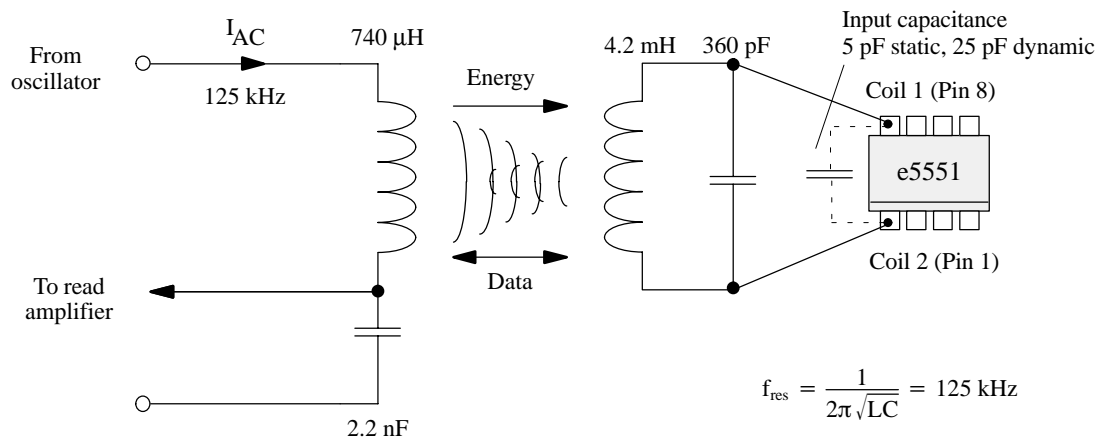 Input capacitance
5 pF static, 25 pF dynamic
From
oscillator
I_AC
125 kHz
740 μH
Energy
4.2 mH
360 pF
Coil 1 (Pin 8)
e5551
To read
amplifier
Data
Coil 2 (Pin 1)
f_res = 1 / (2π√LC) = 125 kHz
2.2 nF